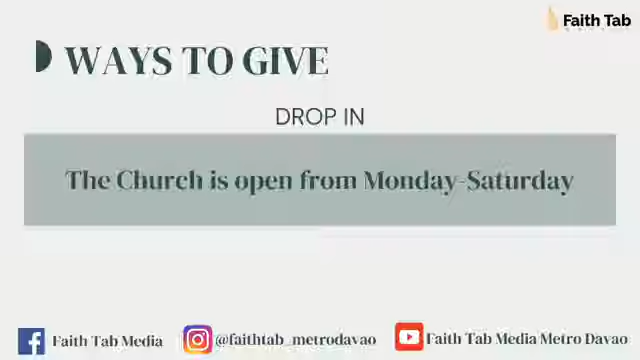 Faith Tab
WAYS TO GIVE
DROP IN
The Church is open from Monday-Saturday
Faith Tab Media
@faithtab_metrodavao
Faith Tab Media Metro Davao